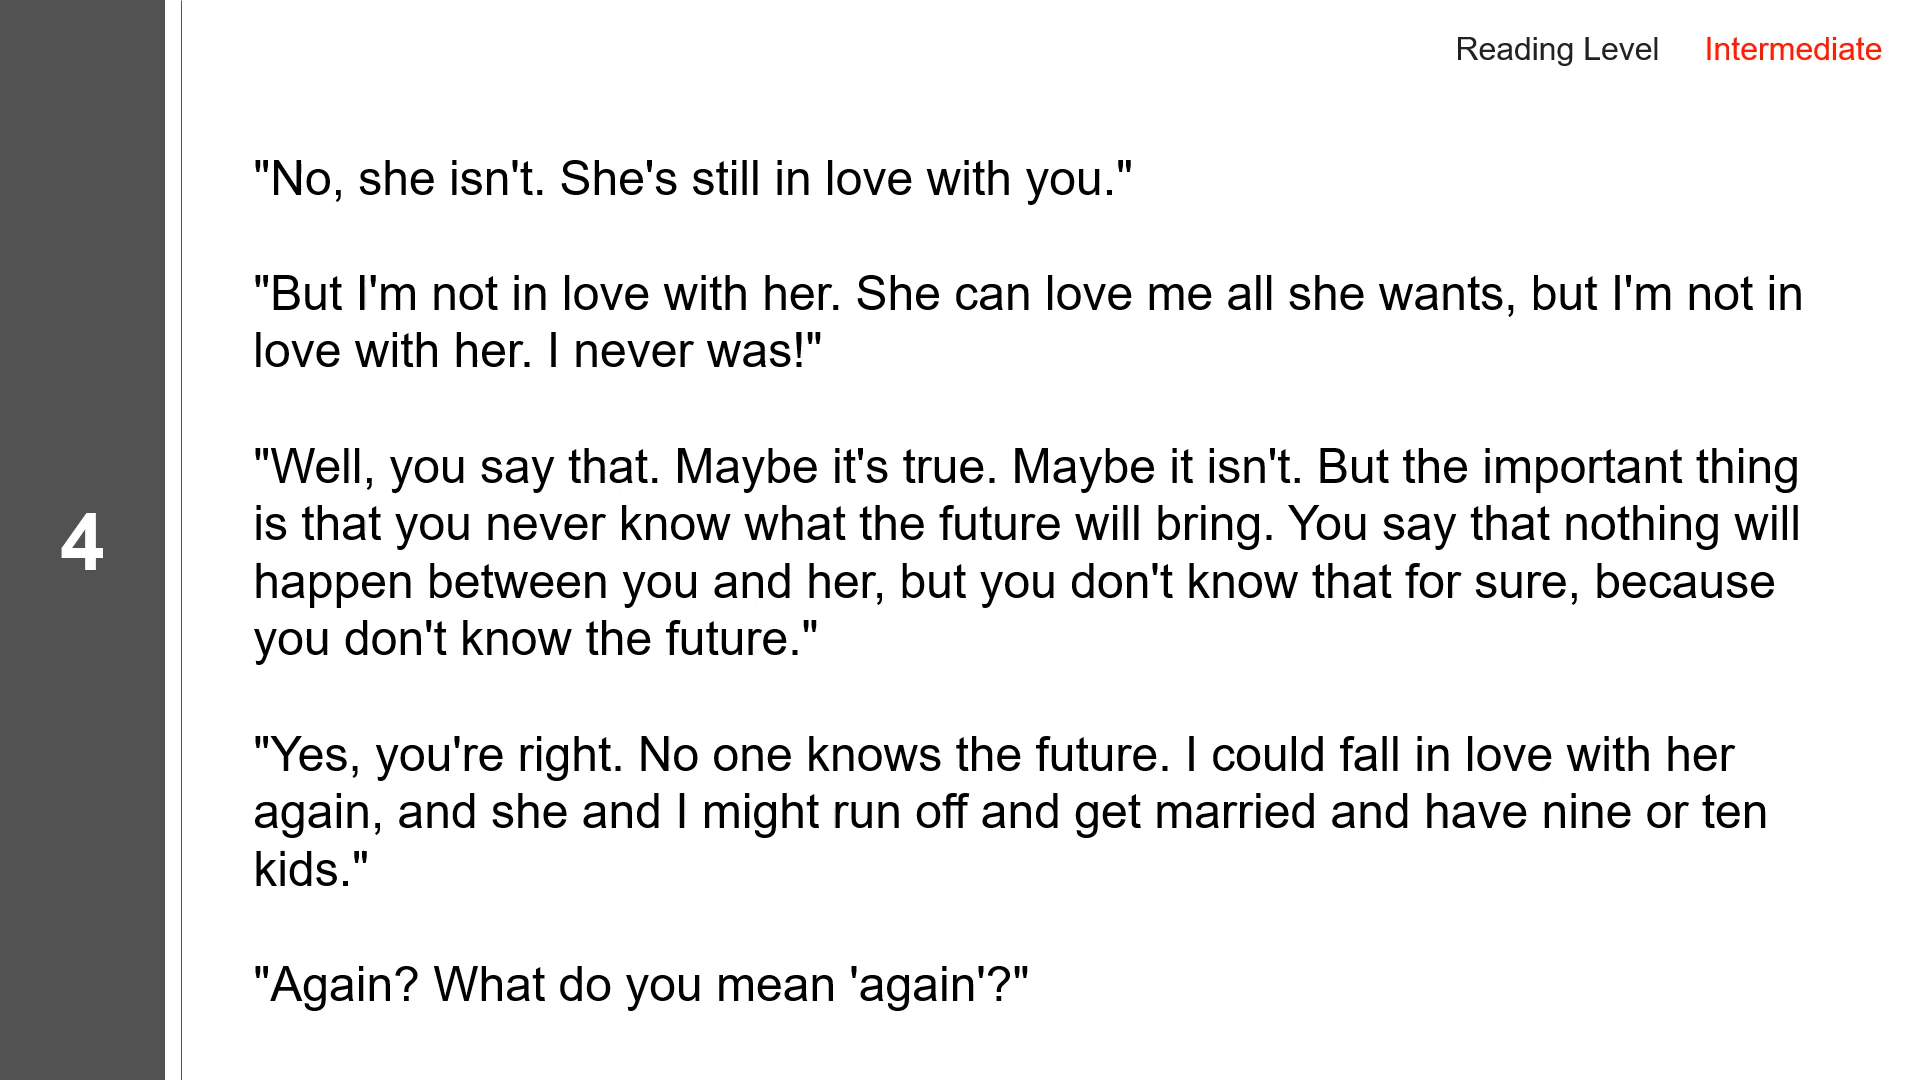 Reading Level Intermediate
"No, she isn't. She's still in love with you."
"But I'm not in love with her. She can love me all she wants, but I'm not in
love with her. I never was!"
"Well, you say that. Maybe it's true. Maybe it isn't. But the important thing
is that you never know what the future will bring. You say that nothing will
happen between you and her, but you don't know that for sure, because
you don't know the future."
4
"Yes, you're right. No one knows the future. I could fall in love with her
again, and she and I might run off and get married and have nine or ten
kids."
"Again? What do you mean 'again'?"